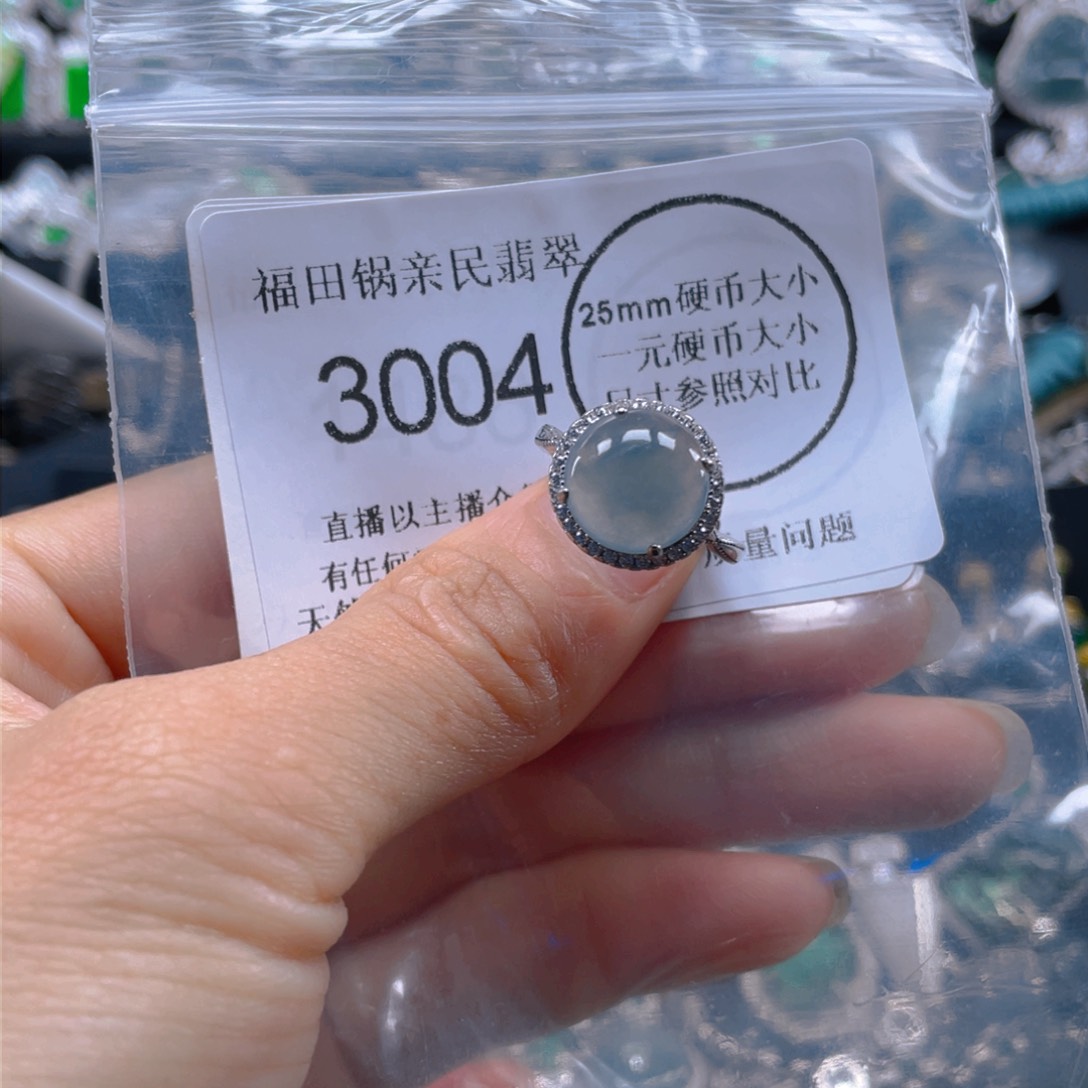 福田锅亲民翡翠
3004
25mm硬币大小
一元硬币大小
尺寸参照对比
直播以主播介
有任何
质量问题
无